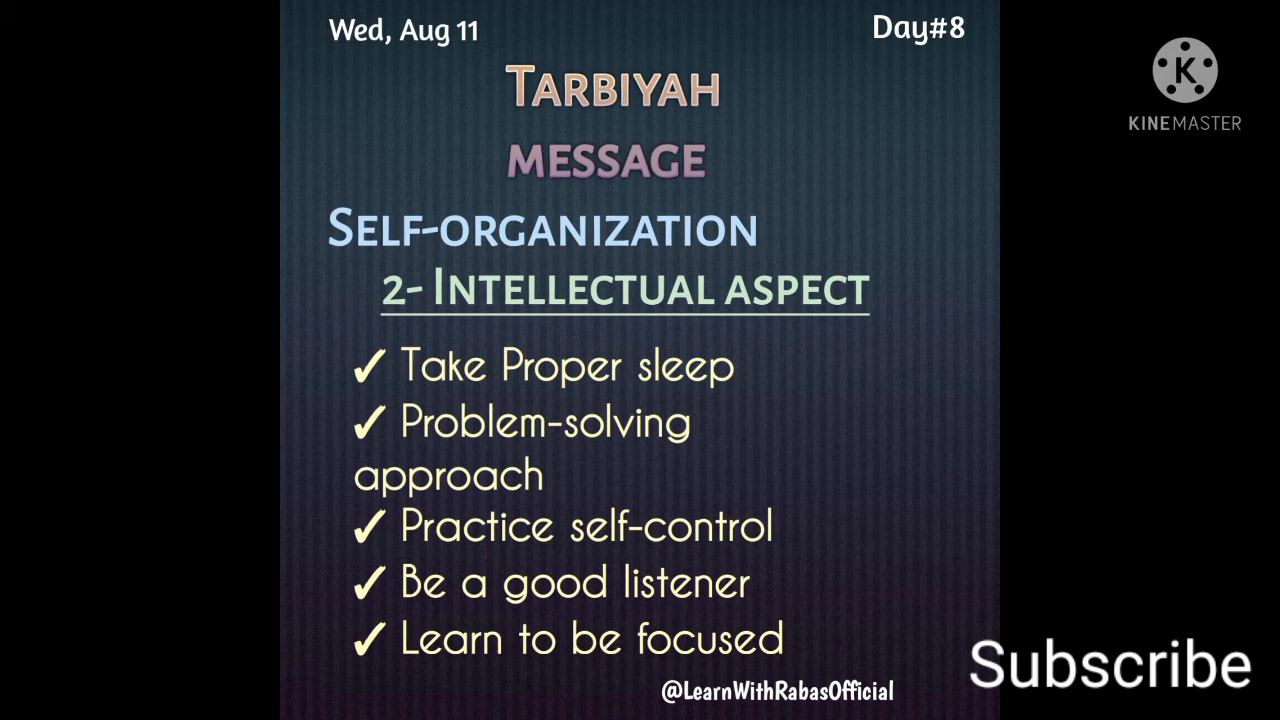 Wed, Aug 11
Day#8
TARBIYAH
MESSAGE
SELF-ORGANIZATION
2- INTELLECTUAL ASPECT
✓ Take Proper sleep
✓ Problem-solving
approach
✓ Practice self-control
✓ Be a good listener
✓ Learn to be focused
@LearnWithRabasOfficial
K
KINEMASTER
Subscribe